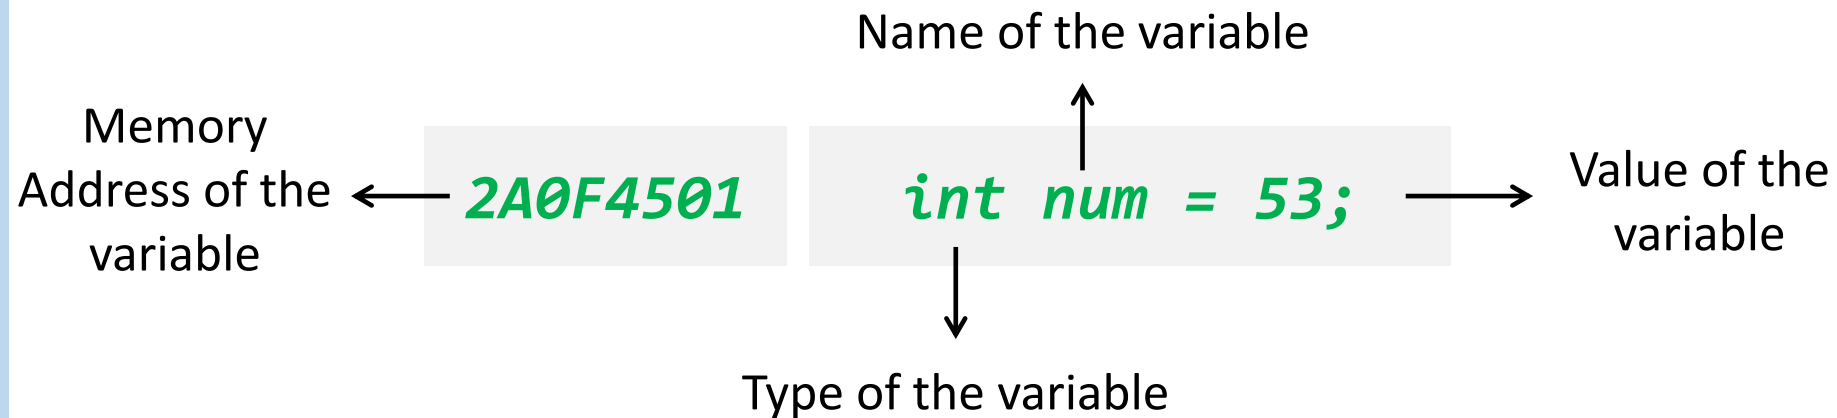 Name of the variable
Memory
Address of the
variable
2A0F4501
int num = 53;
Value of the
variable
Type of the variable